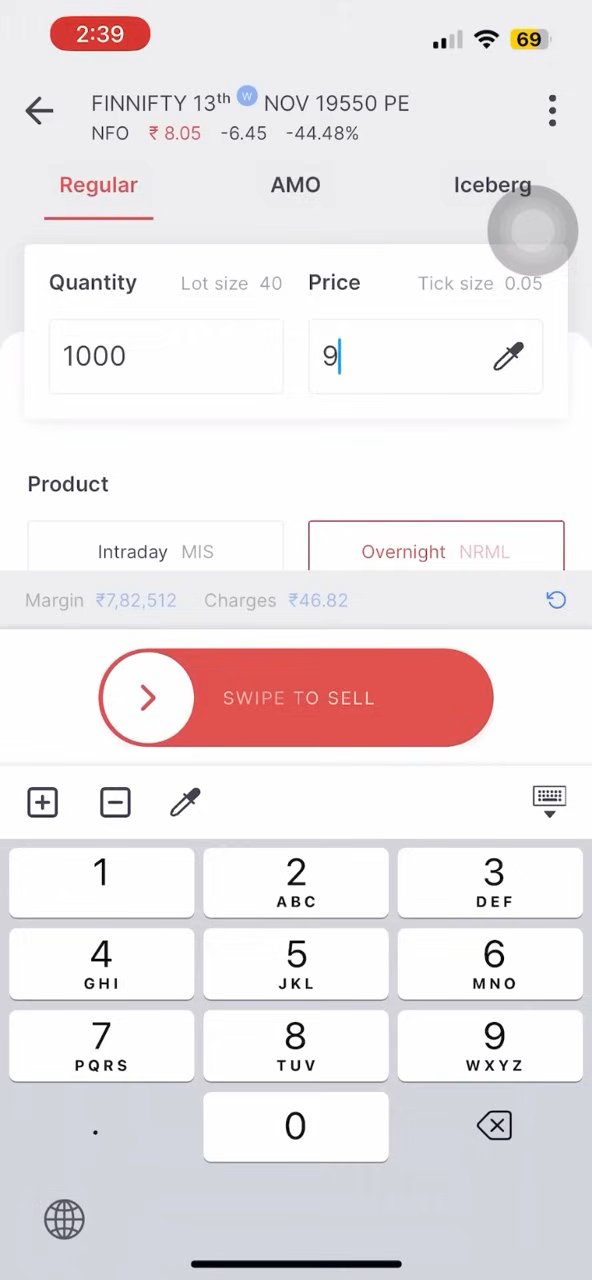 2:39
69
FINNIFTY 13th W NOV 19550 PE
NFO ₹ 8.05 -6.45 -44.48%
Regular AMO Iceberg
Quantity Lot size 40 Price Tick size 0.05
1000 9
Product
Intraday MIS Overnight NRML
Margin ₹7,82,512 Charges ₹46.82
SWIPE TO SELL
1 2 3
ABC DEF
4 5 6
GHI JKL MNO
7 8 9
PQRS TUV WXYZ
. 0